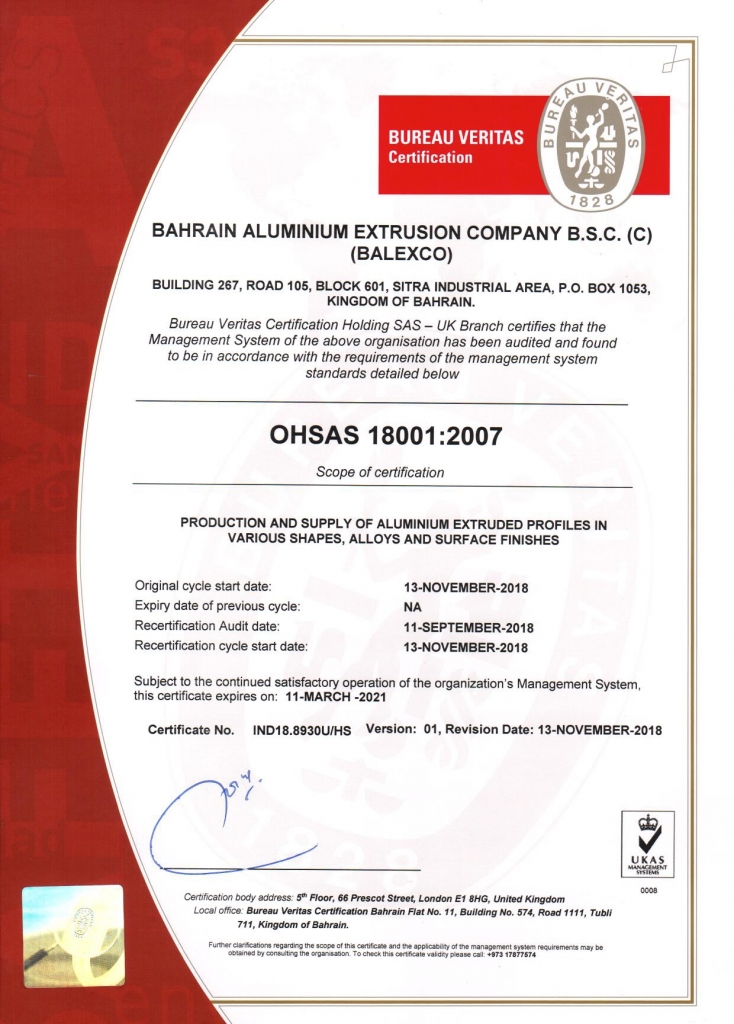 BUREAU VERITAS
Certification
BUREAU VERITAS
1828
BAHRAIN ALUMINIUM EXTRUSION COMPANY B.S.C. (C)
(BALEXCO)
BUILDING 267, ROAD 105, BLOCK 601, SITRA INDUSTRIAL AREA, P.O. BOX 1053,
KINGDOM OF BAHRAIN.
Bureau Veritas Certification Holding SAS – UK Branch certifies that the
Management System of the above organisation has been audited and found
to be in accordance with the requirements of the management system
standards detailed below
OHSAS 18001:2007
Scope of certification
PRODUCTION AND SUPPLY OF ALUMINIUM EXTRUDED PROFILES IN
VARIOUS SHAPES, ALLOYS AND SURFACE FINISHES
Original cycle start date: 13-NOVEMBER-2018
Expiry date of previous cycle: NA
Recertification Audit date: 11-SEPTEMBER-2018
Recertification cycle start date: 13-NOVEMBER-2018
Subject to the continued satisfactory operation of the organization's Management System,
this certificate expires on: 11-MARCH -2021
Certificate No. IND18.8930U/HS Version: 01, Revision Date: 13-NOVEMBER-2018
UKAS
MANAGEMENT
SYSTEMS
0008
Certification body address: 5th Floor, 66 Prescot Street, London E1 8HG, United Kingdom
Local office: Bureau Veritas Certification Bahrain Flat No. 11, Building No. 574, Road 1111, Tubli
711, Kingdom of Bahrain.
Further clarifications regarding the scope of this certificate and the applicability of the management system requirements may be
obtained by consulting the organisation. To check this certificate validity please call: +973 17877574